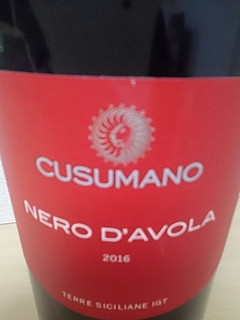 CUSUMANO
NERO D'AVOLA
2016
TERRE SICILIANE IGT